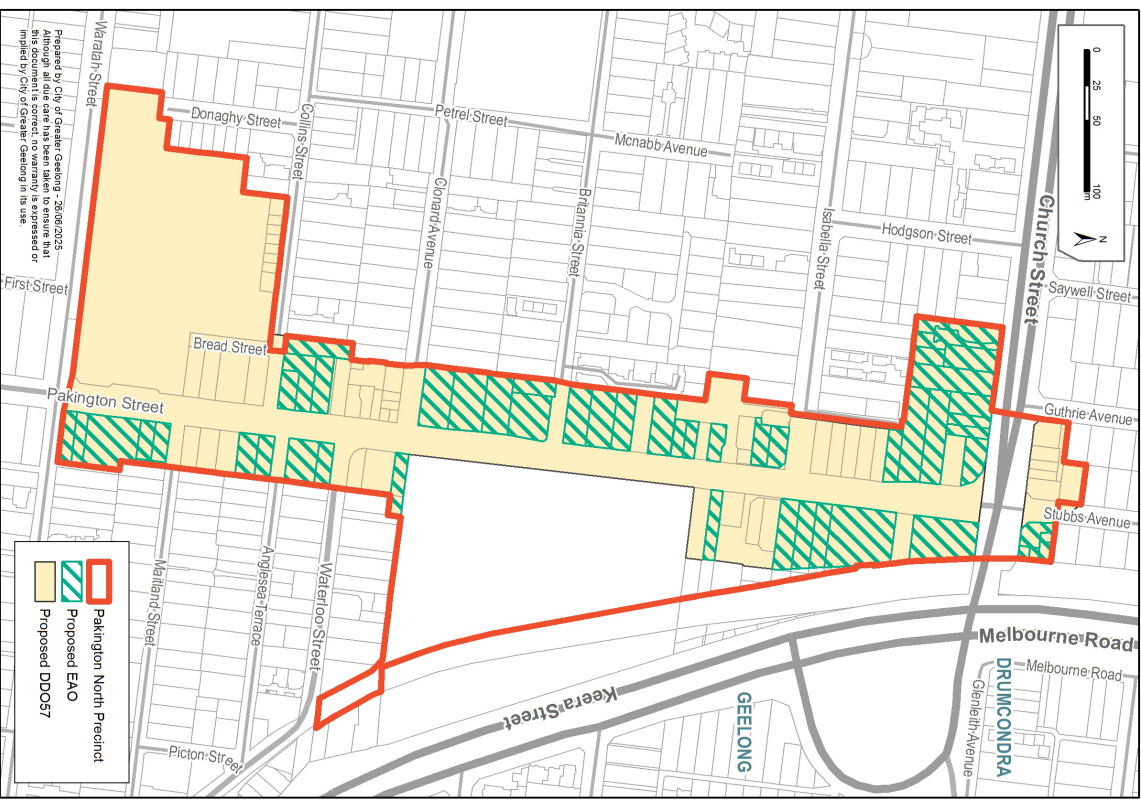 0 25 50 100
m
N
Church Street
Saywell Street
Hodgson Street
Guthrie Avenue
Stubbs Avenue
Isabella Street
Mcnabb Avenue
Petrel Street
Britannia Street
Clonard Avenue
Collins Street
Donaghy Street
Waratah Street
First Street
Bread Street
Pakington Street
Maitland Street
Anglesea Terrace
Waterloo Street
Picton Street
Keera Street
Melbourne Road
Melbourne Road
Glenleith Avenue
DRUMCONDRA
GEELONG
Pakington North Precinct
Proposed EAO
Proposed DDO57
Prepared by City of Greater Geelong - 26/06/2025
Although all due care has been taken to ensure that
this document is correct, no warranty is expressed or
implied by City of Greater Geelong in its use.